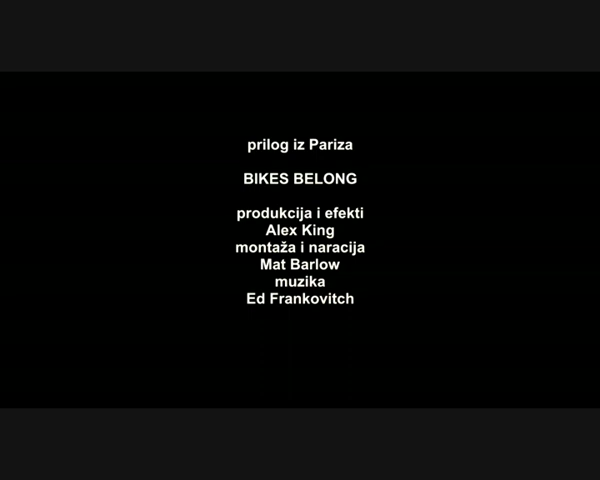 prilog iz Pariza
BIKES BELONG
produkcija i efekti
Alex King
montaža i naracija
Mat Barlow
muzika
Ed Frankovitch